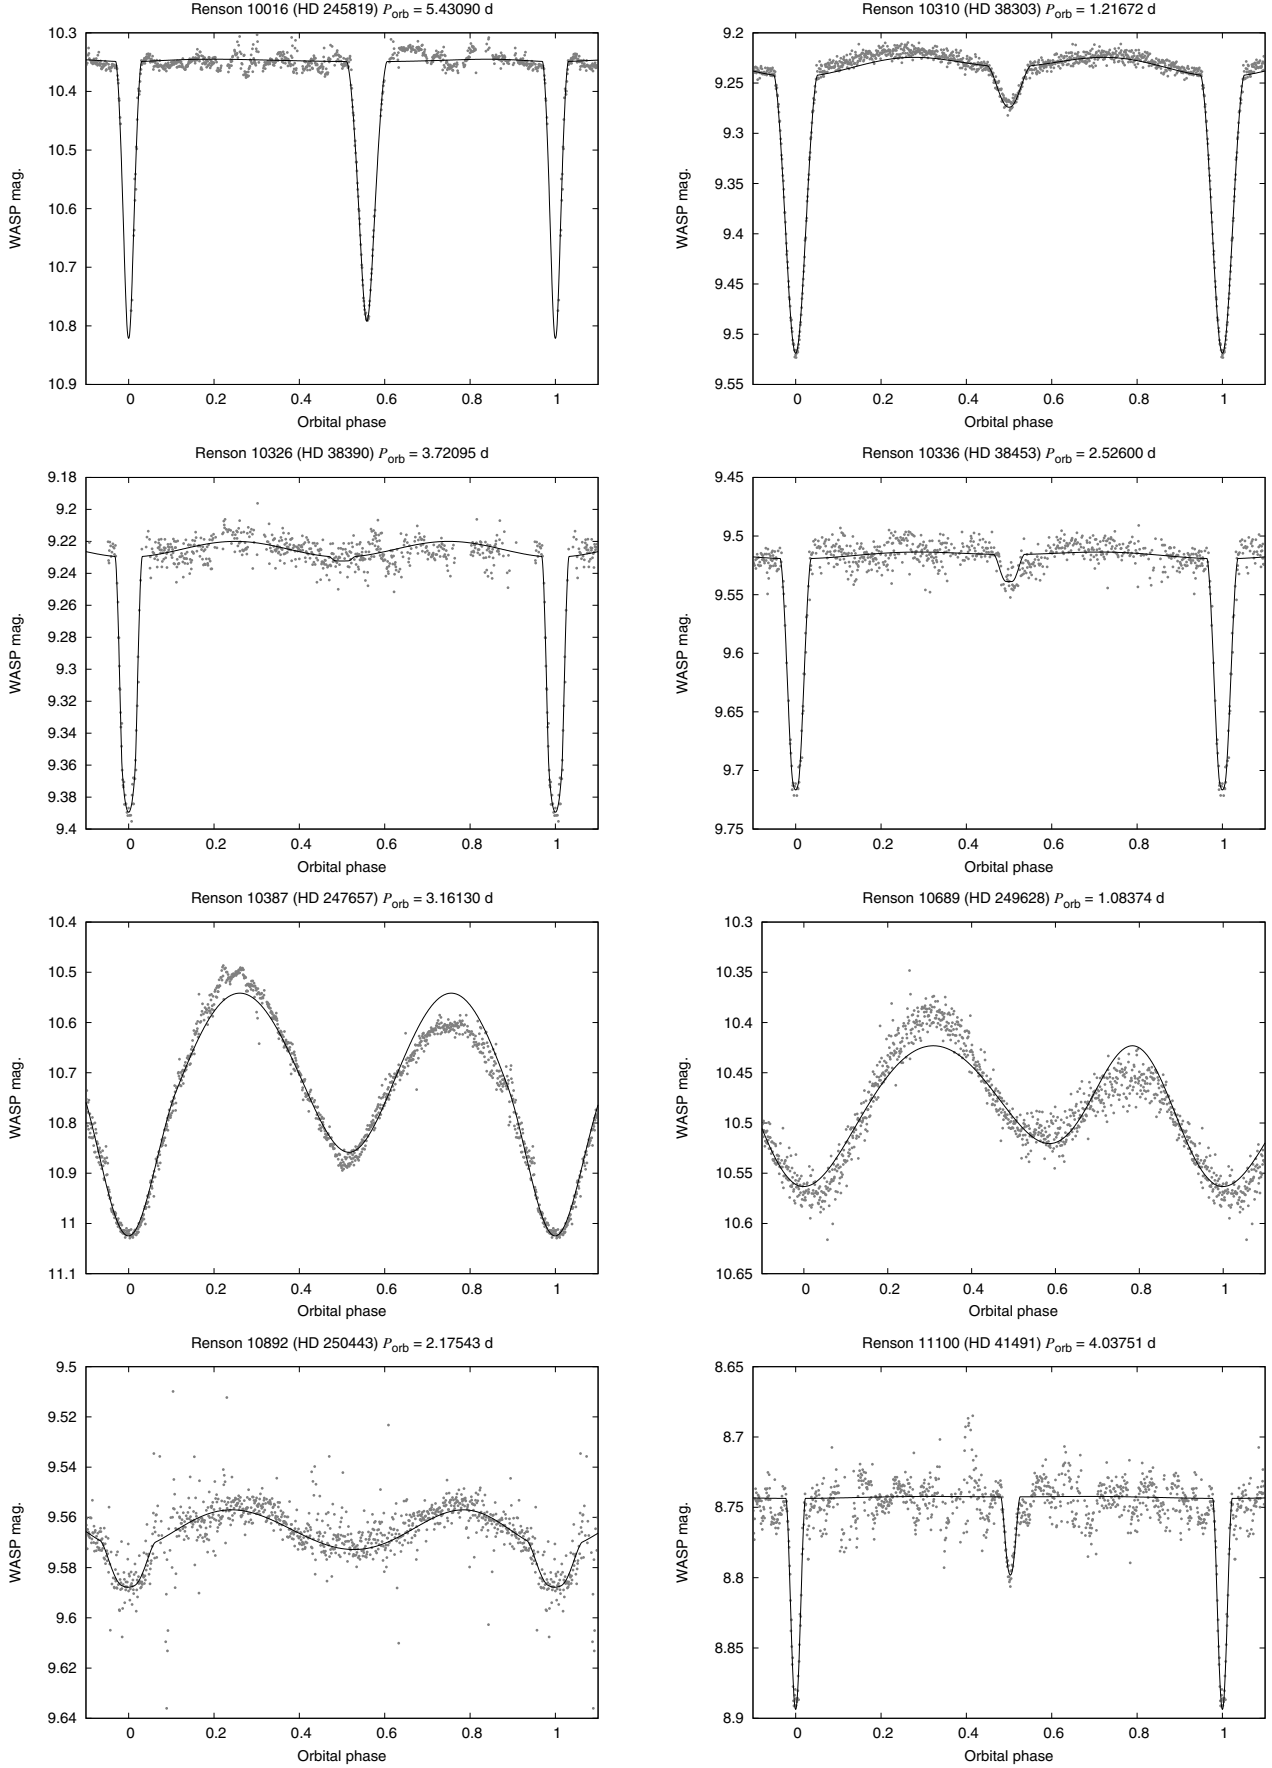 Renson 10016 (HD 245819) Porb = 5.43090 d
10.3
10.4
10.5
10.6
10.7
10.8
10.9
WASP mag.
0 0.2 0.4 0.6 0.8 1
Orbital phase
Renson 10310 (HD 38303) Porb = 1.21672 d
9.2
9.25
9.3
9.35
9.4
9.45
9.5
9.55
WASP mag.
0 0.2 0.4 0.6 0.8 1
Orbital phase
Renson 10326 (HD 38390) Porb = 3.72095 d
9.18
9.2
9.22
9.24
9.26
9.28
9.3
9.32
9.34
9.36
9.38
9.4
WASP mag.
0 0.2 0.4 0.6 0.8 1
Orbital phase
Renson 10336 (HD 38453) Porb = 2.52600 d
9.45
9.5
9.55
9.6
9.65
9.7
9.75
WASP mag.
0 0.2 0.4 0.6 0.8 1
Orbital phase
Renson 10387 (HD 247657) Porb = 3.16130 d
10.4
10.5
10.6
10.7
10.8
10.9
11
11.1
WASP mag.
0 0.2 0.4 0.6 0.8 1
Orbital phase
Renson 10689 (HD 249628) Porb = 1.08374 d
10.3
10.35
10.4
10.45
10.5
10.55
10.6
10.65
WASP mag.
0 0.2 0.4 0.6 0.8 1
Orbital phase
Renson 10892 (HD 250443) Porb = 2.17543 d
9.5
9.52
9.54
9.56
9.58
9.6
9.62
9.64
WASP mag.
0 0.2 0.4 0.6 0.8 1
Orbital phase
Renson 11100 (HD 41491) Porb = 4.03751 d
8.65
8.7
8.75
8.8
8.85
8.9
WASP mag.
0 0.2 0.4 0.6 0.8 1
Orbital phase